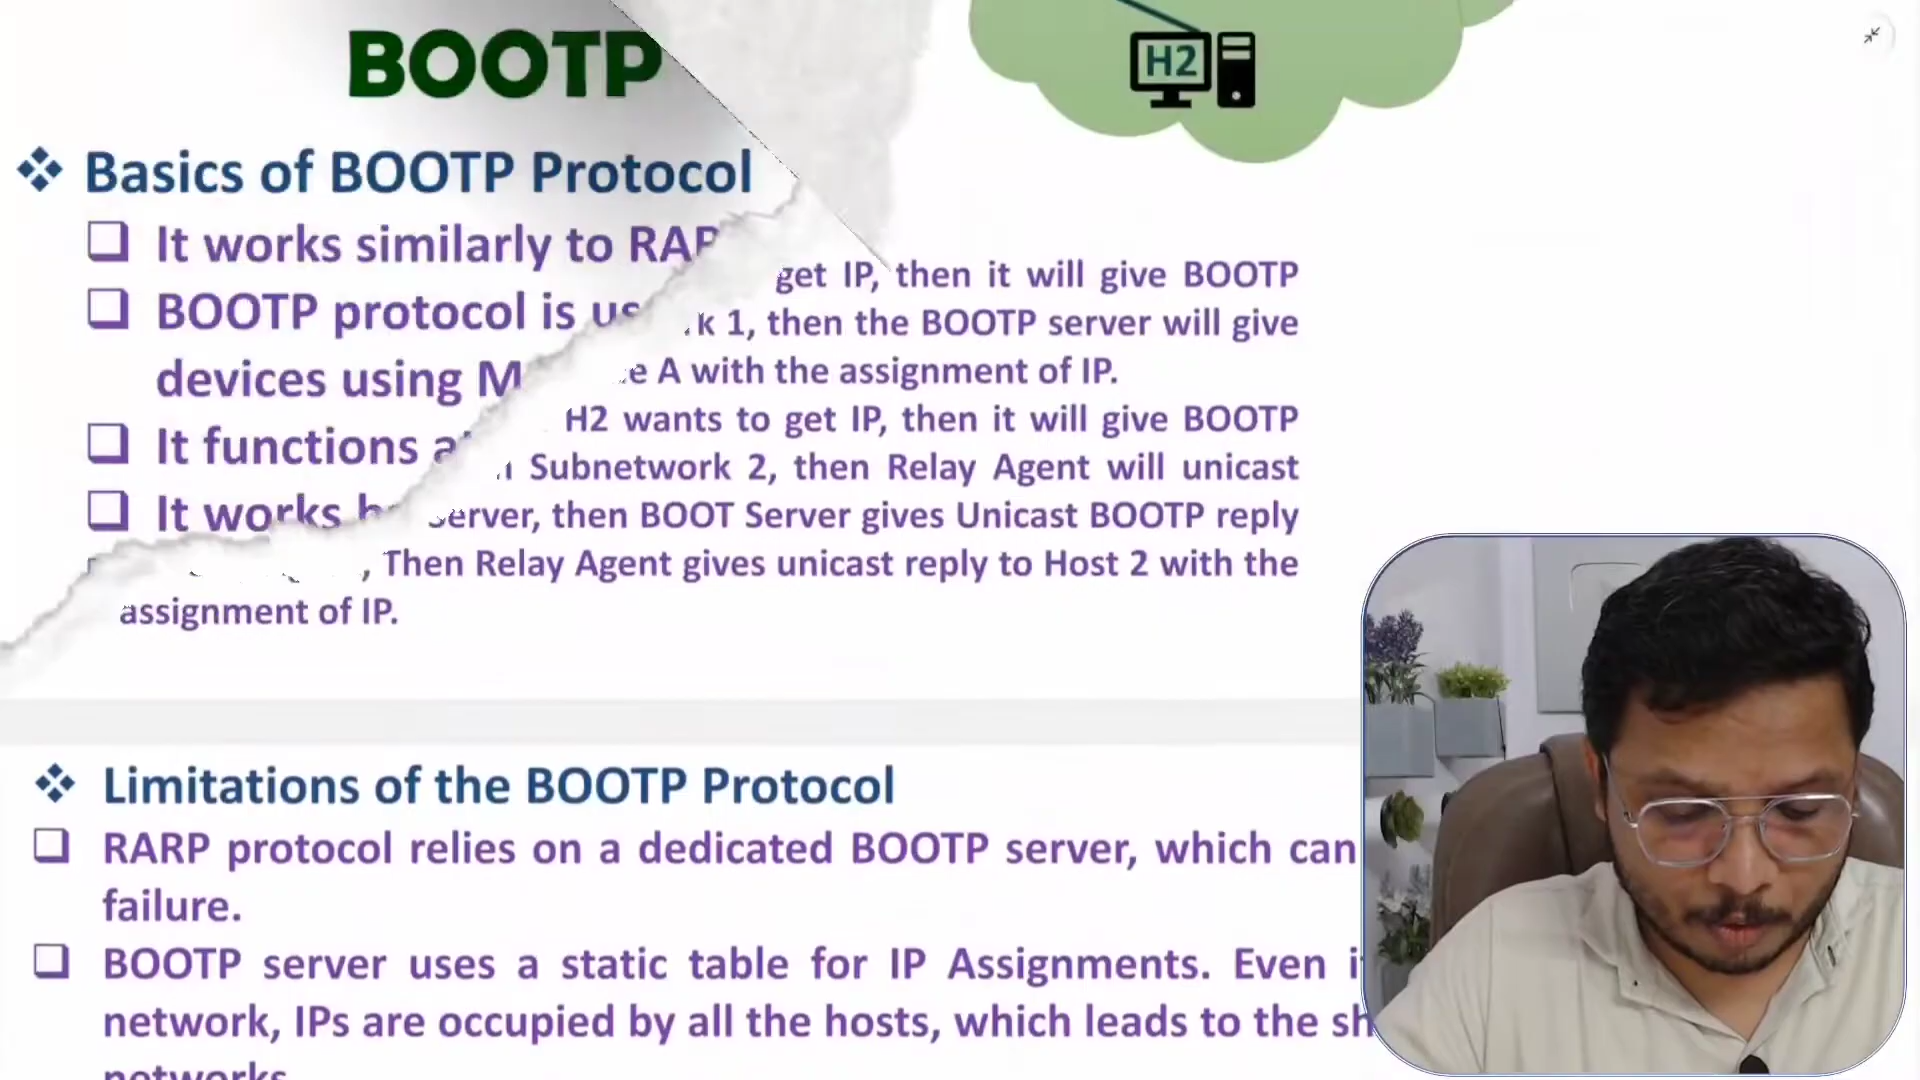 BOOTP
H2
Basics of BOOTP Protocol
It works similarly to
BOOTP protocol is
devices using
It functions
It works
get IP, then it will give BOOTP
1, then the BOOTP server will give
A with the assignment of IP.
H2 wants to get IP, then it will give BOOTP
Subnetwork 2, then Relay Agent will unicast
Server, then BOOT Server gives Unicast BOOTP reply
, Then Relay Agent gives unicast reply to Host 2 with the
assignment of IP.
Limitations of the BOOTP Protocol
RARP protocol relies on a dedicated BOOTP server, which can
failure.
BOOTP server uses a static table for IP Assignments. Even
network, IPs are occupied by all the hosts, which leads to the
networks